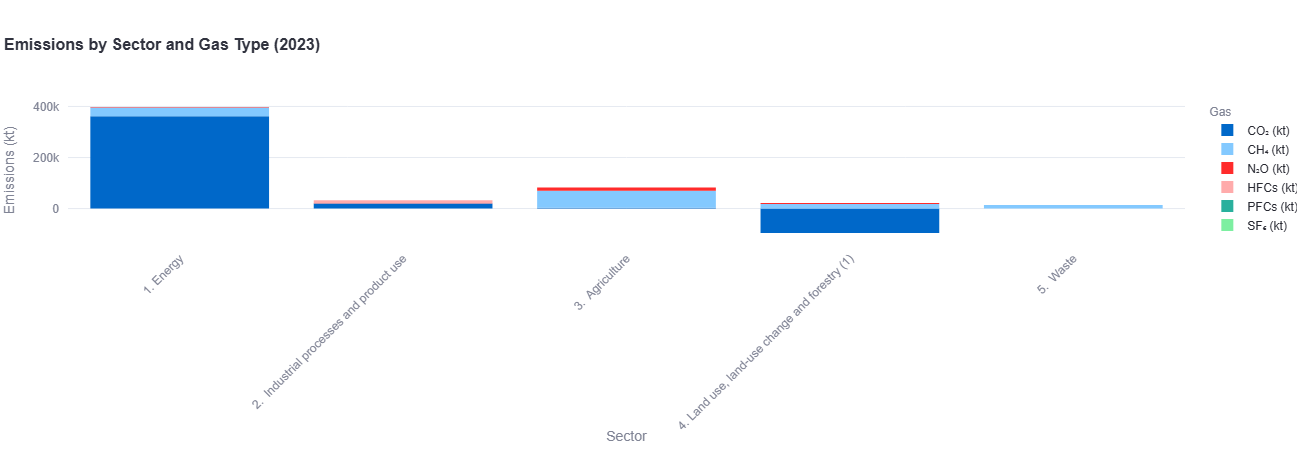 Emissions by Sector and Gas Type (2023)
Emissions (kt)
400k
200k
0
1. Energy
2. Industrial processes and product use
3. Agriculture
4. Land use, land-use change and forestry (1)
5. Waste
Sector
Gas
CO₂ (kt)
CH₄ (kt)
N₂O (kt)
HFCs (kt)
PFCs (kt)
SF₆ (kt)